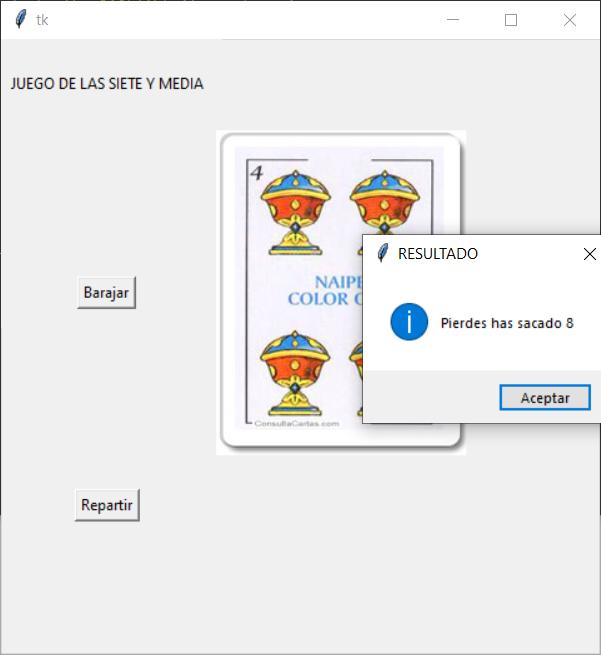 tk
JUEGO DE LAS SIETE Y MEDIA
4
NAIPE
COLOR
RESULTADO
Barajar
Pierdes has sacado 8
Aceptar
ConsultaCartas.com
Repartir